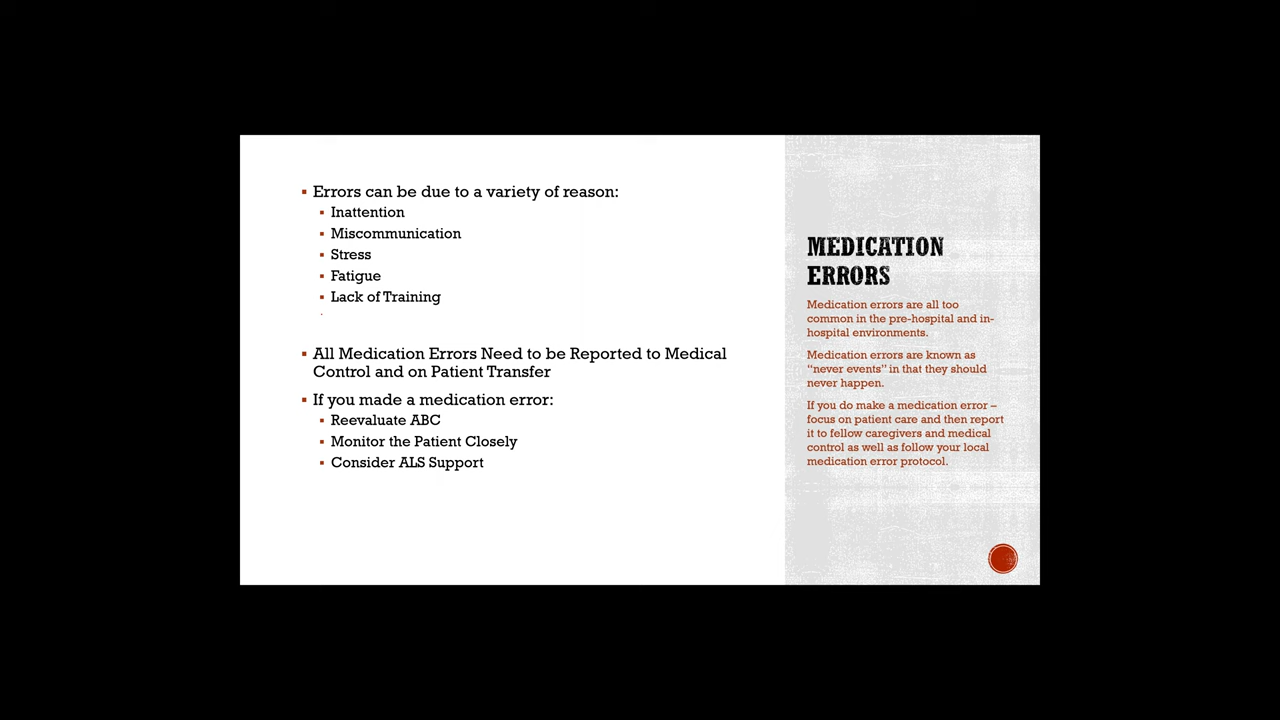 Errors can be due to a variety of reason:
Inattention
Miscommunication
Stress
Fatigue
Lack of Training
All Medication Errors Need to be Reported to Medical
Control and on Patient Transfer
If you made a medication error:
Reevaluate ABC
Monitor the Patient Closely
Consider ALS Support
MEDICATION
ERRORS
Medication errors are all too
common in the pre-hospital and in-
hospital environments.
Medication errors are known as
“never events” in that they should
never happen.
If you do make a medication error –
focus on patient care and then report
it to fellow caregivers and medical
control as well as follow your local
medication error protocol.